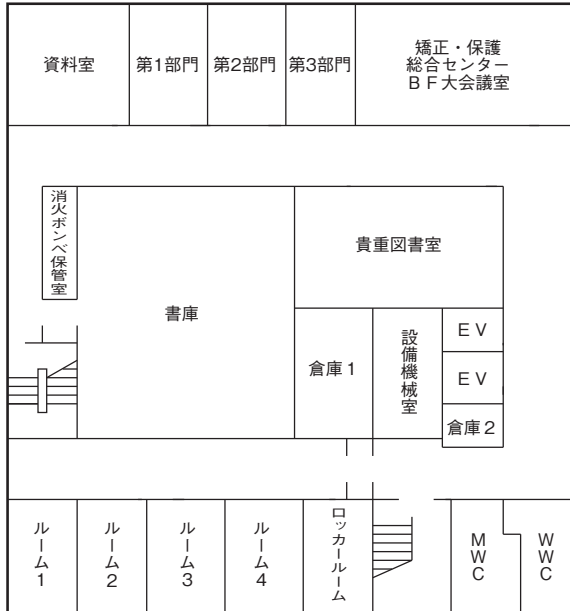 資料室
第1部門
第2部門
第3部門
矯正・保護
総合センター
BF大会議室
消火ボンベ保管室
書庫
貴重図書室
倉庫1
設備機械室
EV
EV
倉庫2
ルーム1
ルーム2
ルーム3
ルーム4
ロッカールーム
MWC
WWC